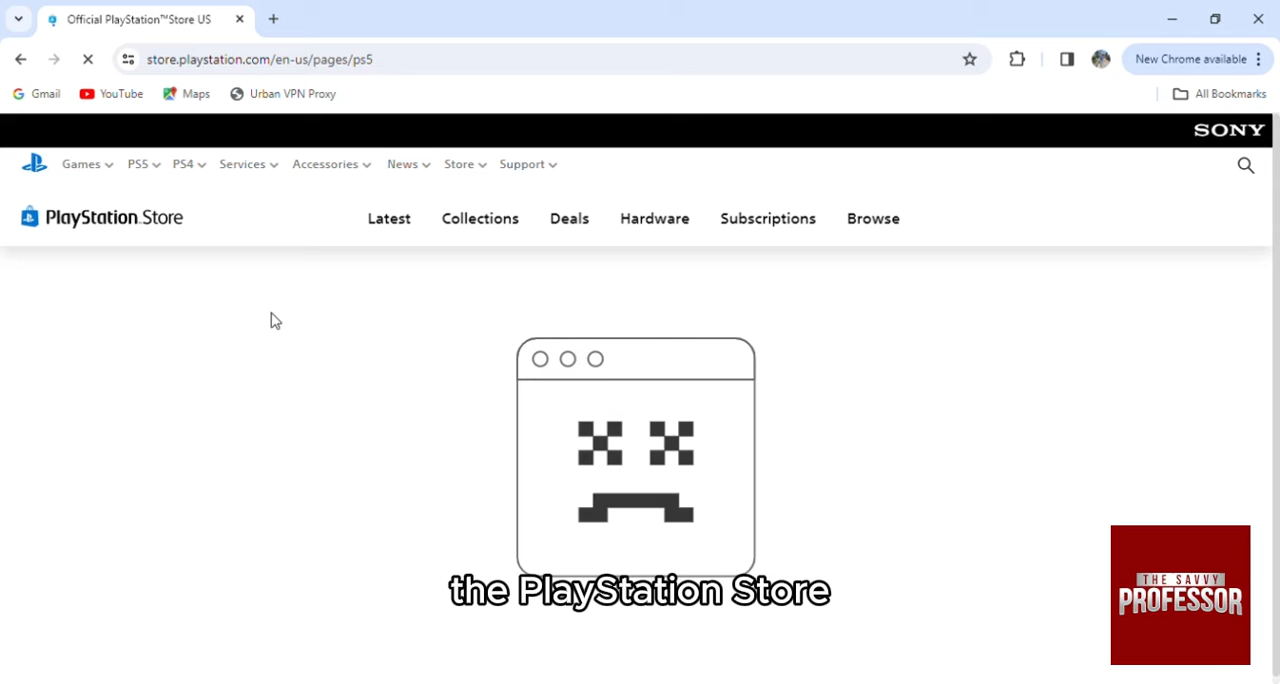 Official PlayStation™Store US
store.playstation.com/en-us/pages/ps5
New Chrome available
Gmail
YouTube
Maps
Urban VPN Proxy
All Bookmarks
SONY
Games
PS5
PS4
Services
Accessories
News
Store
Support
PlayStation.Store
Latest
Collections
Deals
Hardware
Subscriptions
Browse
the PlayStation Store
THE SAVVY
PROFESSOR